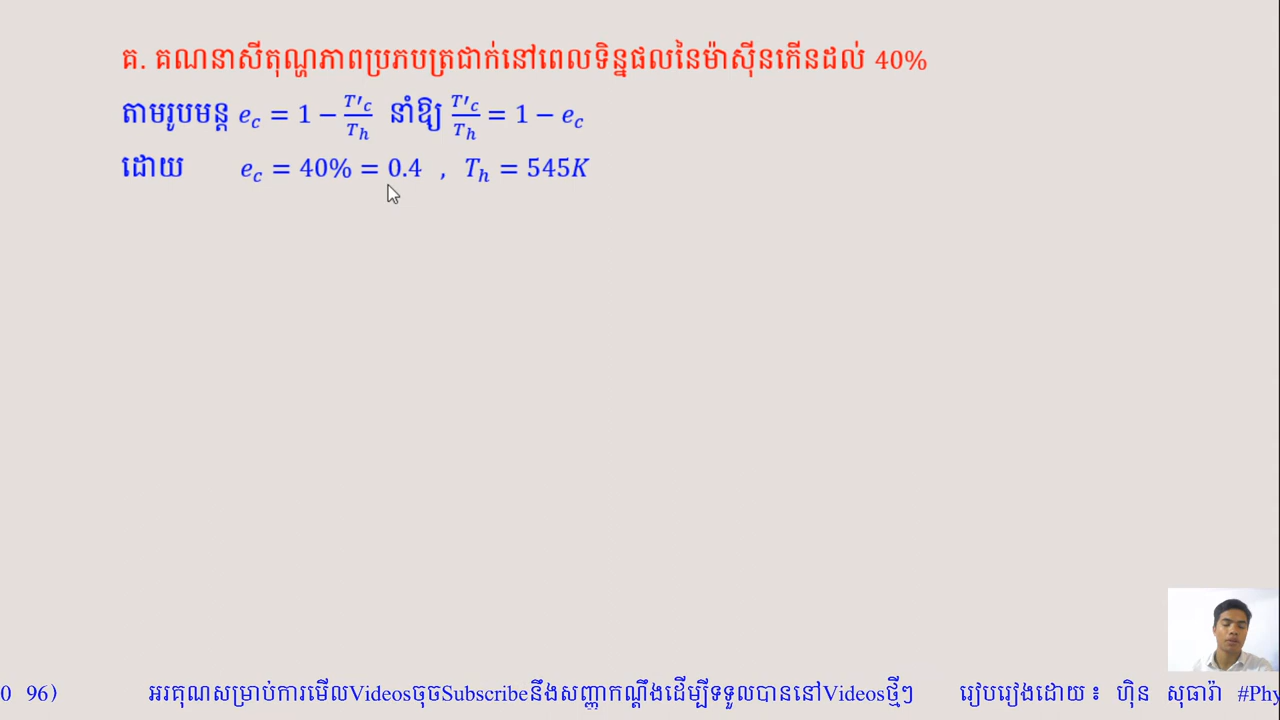 គ. គណនាសីតុណ្ហភាពប្រភបត្រជាក់នៅពេលទិន្នផលនៃម៉ាស៊ីនកើនដល់ 40%
តាមរូបមន្ត e_c = 1 − T′_c/T_h នាំឱ្យ T′_c/T_h = 1 − e_c
ដោយ e_c = 40% = 0.4 , T_h = 545K
0 96) អរគុណសម្រាប់ការមើលVideosចុចSubscribeនឹងសញ្ញាកណ្ដឹងដើម្បីទទួលបាននៅVideosថ្មីៗ រៀបរៀងដោយ ៖ ហ៊ិន សុធារ៉ា #Phy